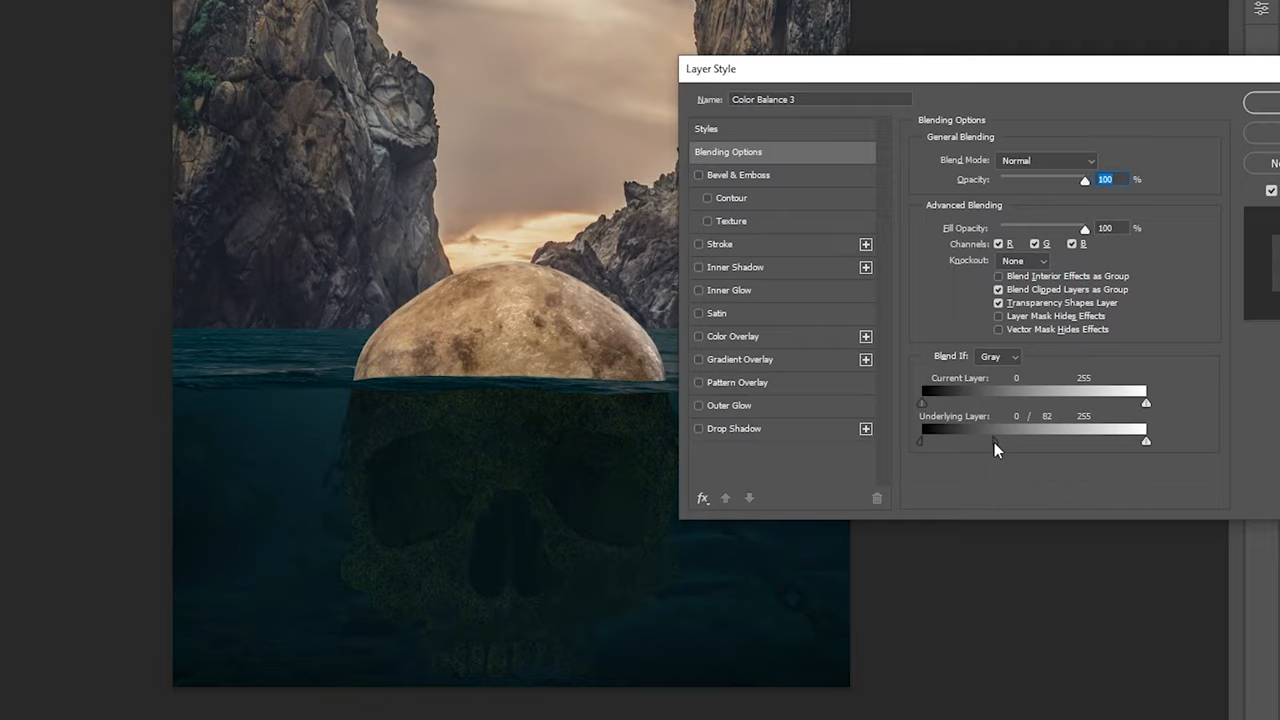 Layer Style
Name: Color Balance 3
Styles
Blending Options
Bevel & Emboss
Contour
Texture
Stroke
Inner Shadow
Inner Glow
Satin
Color Overlay
Gradient Overlay
Pattern Overlay
Outer Glow
Drop Shadow
fx
Blending Options
General Blending
Blend Mode: Normal
Opacity: 100 %
Advanced Blending
Fill Opacity: 100 %
Channels: R G B
Knockout: None
Blend Interior Effects as Group
Blend Clipped Layers as Group
Transparency Shapes Layer
Layer Mask Hides Effects
Vector Mask Hides Effects
Blend If: Gray
Current Layer: 0 255
Underlying Layer: 0 / 82 255